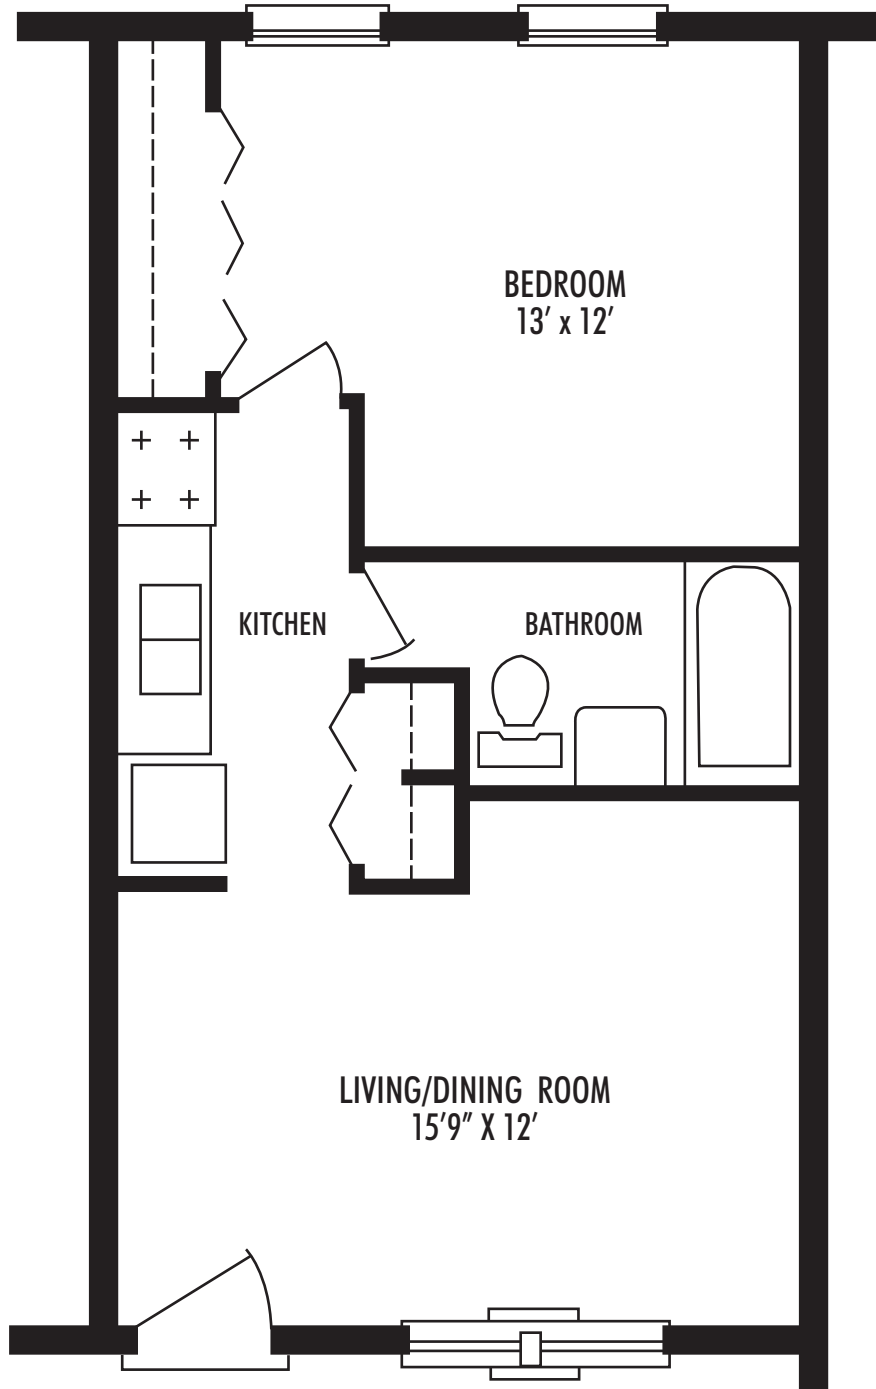 BEDROOM
13’ x 12’
KITCHEN
BATHROOM
LIVING/DINING ROOM
15’9” X 12’